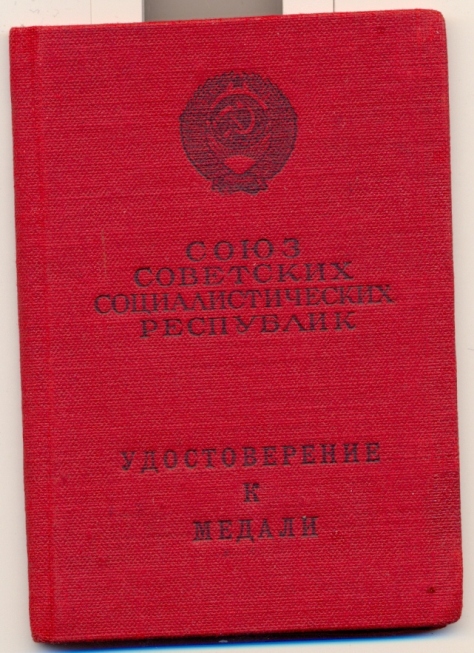 СОЮЗ
СОВЕТСКИХ
СОЦИАЛИСТИЧЕСКИХ
РЕСПУБЛИК
УДОСТОВЕРЕНИЕ
К
МЕДАЛИ